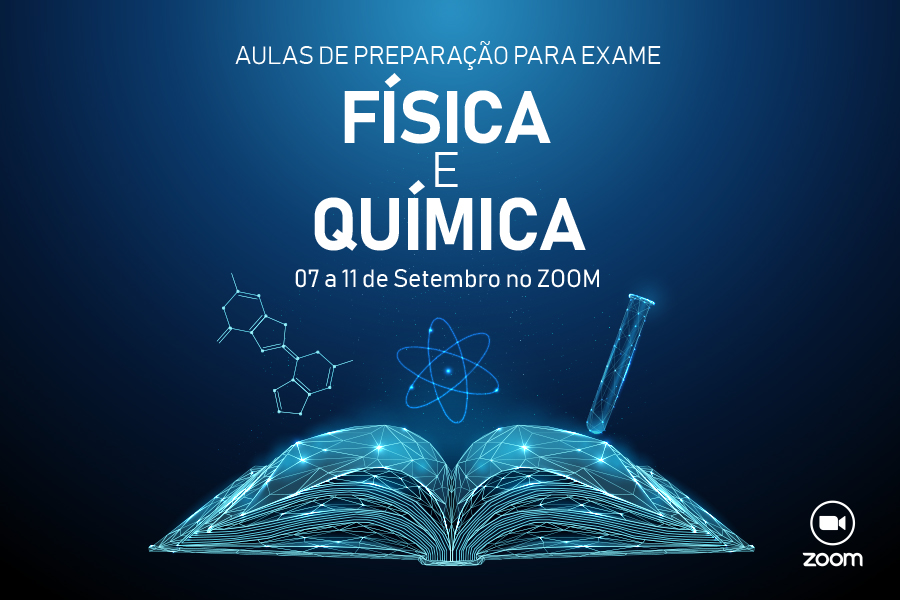 AULAS DE PREPARAÇÃO PARA EXAME
FÍSICA
E
QUÍMICA
07 a 11 de Setembro no ZOOM
zoom